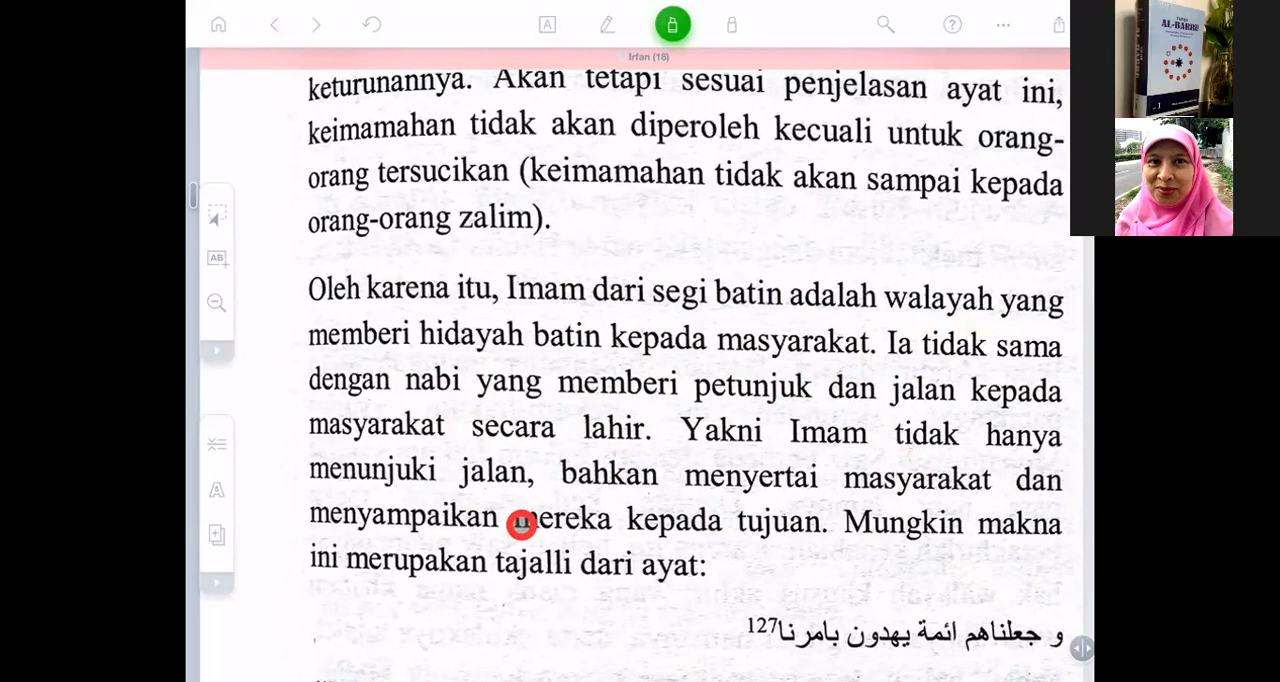 Irfan (18)
keturunannya. Akan tetapi sesuai penjelasan ayat ini,
keimamahan tidak akan diperoleh kecuali untuk orang-
orang tersucikan (keimamahan tidak akan sampai kepada
orang-orang zalim).
Oleh karena itu, Imam dari segi batin adalah walayah yang
memberi hidayah batin kepada masyarakat. Ia tidak sama
dengan nabi yang memberi petunjuk dan jalan kepada
masyarakat secara lahir. Yakni Imam tidak hanya
menunjuki jalan, bahkan menyertai masyarakat dan
menyampaikan mereka kepada tujuan. Mungkin makna
ini merupakan tajalli dari ayat:
و جعلناهم ائمة يهدون بامرنا127
AL-BARRU